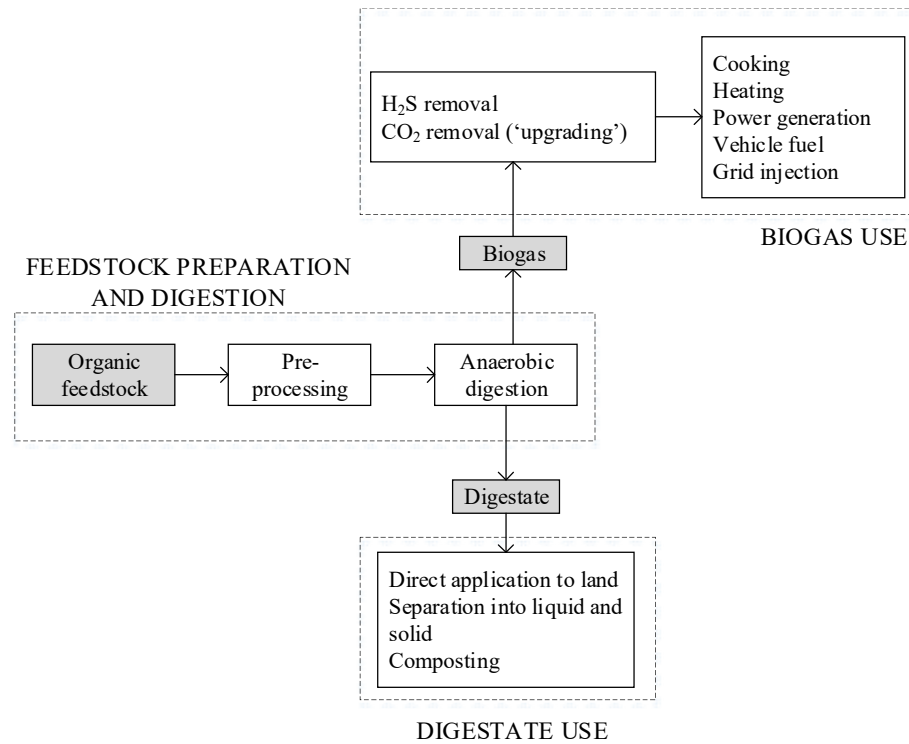 H₂S removal
CO₂ removal (‘upgrading’)
Cooking
Heating
Power generation
Vehicle fuel
Grid injection
BIOGAS USE
Biogas
FEEDSTOCK PREPARATION
AND DIGESTION
Organic
feedstock
Pre-
processing
Anaerobic
digestion
Digestate
Direct application to land
Separation into liquid and
solid
Composting
DIGESTATE USE